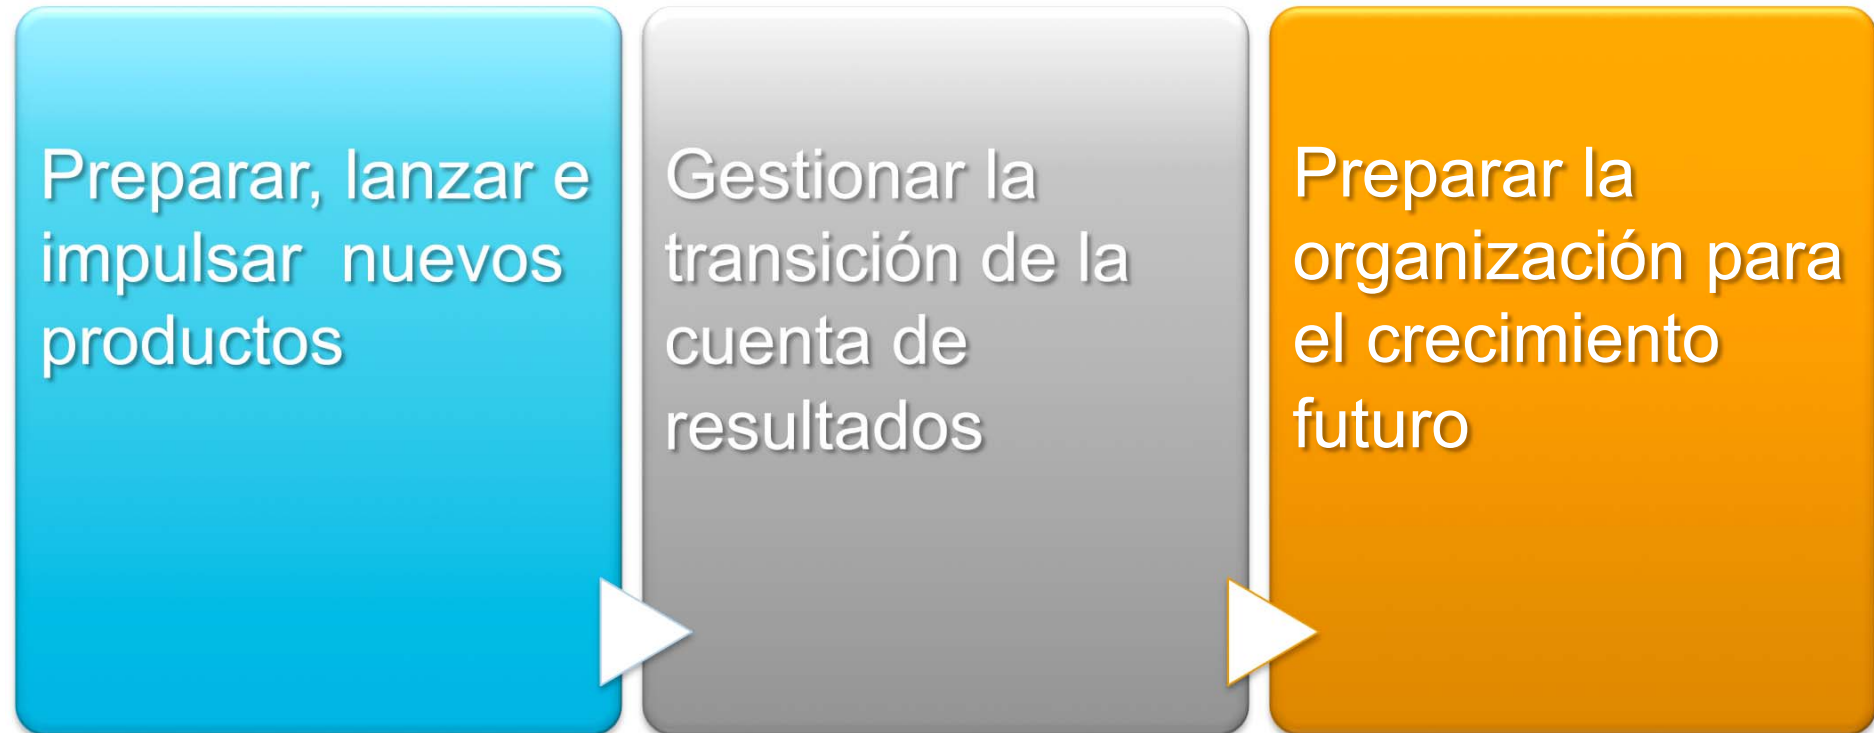 Preparar, lanzar e
impulsar  nuevos
productos
Gestionar la
transición de la
cuenta de
resultados
Preparar la
organización para
el crecimiento
futuro